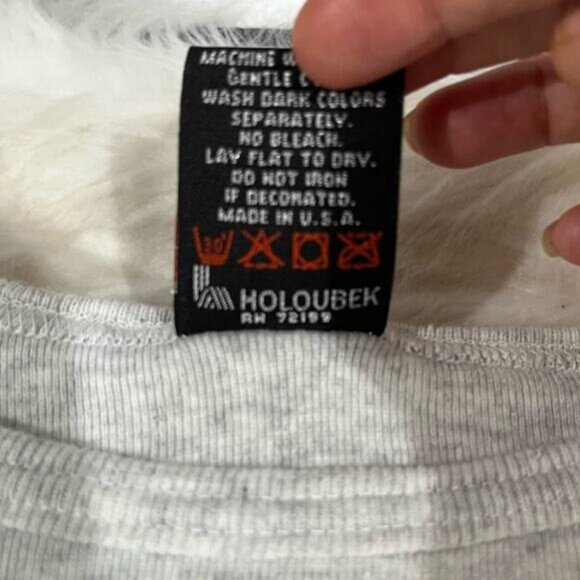 MACHINE
GENTLE
WASH DARK COLORS
SEPARATELY.
NO BLEACH.
LAY FLAT TO DRY.
DO NOT IRON
IF DECORATED.
MADE IN U.S.A.
30°
HOLOUBEK
RN 72199